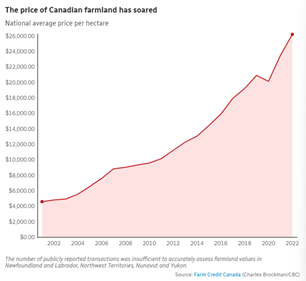 The price of Canadian farmland has soared
National average price per hectare
$26,000.00
$24,000.00
$22,000.00
$20,000.00
$18,000.00
$16,000.00
$14,000.00
$12,000.00
$10,000.00
$8,000.00
$6,000.00
$4,000.00
$2,000.00
$0.00
2002 2004 2006 2008 2010 2012 2014 2016 2018 2020 2022
The number of publicly reported transactions was insufficient to accurately assess farmland values in
Newfoundland and Labrador, Northwest Territories, Nunavut and Yukon.
Source: Farm Credit Canada (Charles Brockman/CBC)